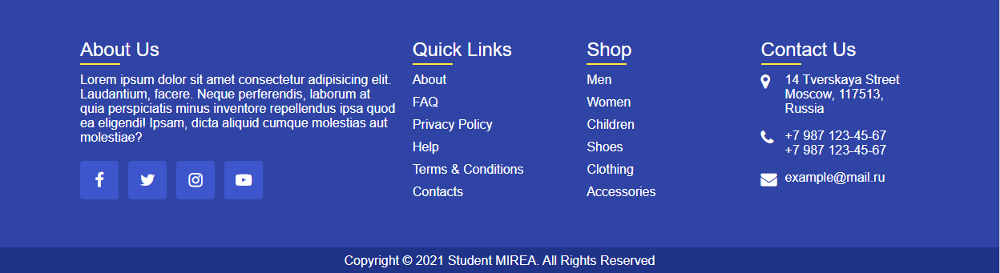 About Us
Lorem ipsum dolor sit amet consectetur adipisicing elit.
Laudantium, facere. Neque perferendis, laborum at
quia perspiciatis minus inventore repellendus ipsa quod
ea eligendi! Ipsam, dicta aliquid cumque molestias aut
molestiae?
Quick Links
About
FAQ
Privacy Policy
Help
Terms & Conditions
Contacts
Shop
Men
Women
Children
Shoes
Clothing
Accessories
Contact Us
14 Tverskaya Street
Moscow, 117513,
Russia
+7 987 123-45-67
+7 987 123-45-67
example@mail.ru
Copyright © 2021 Student MIREA. All Rights Reserved